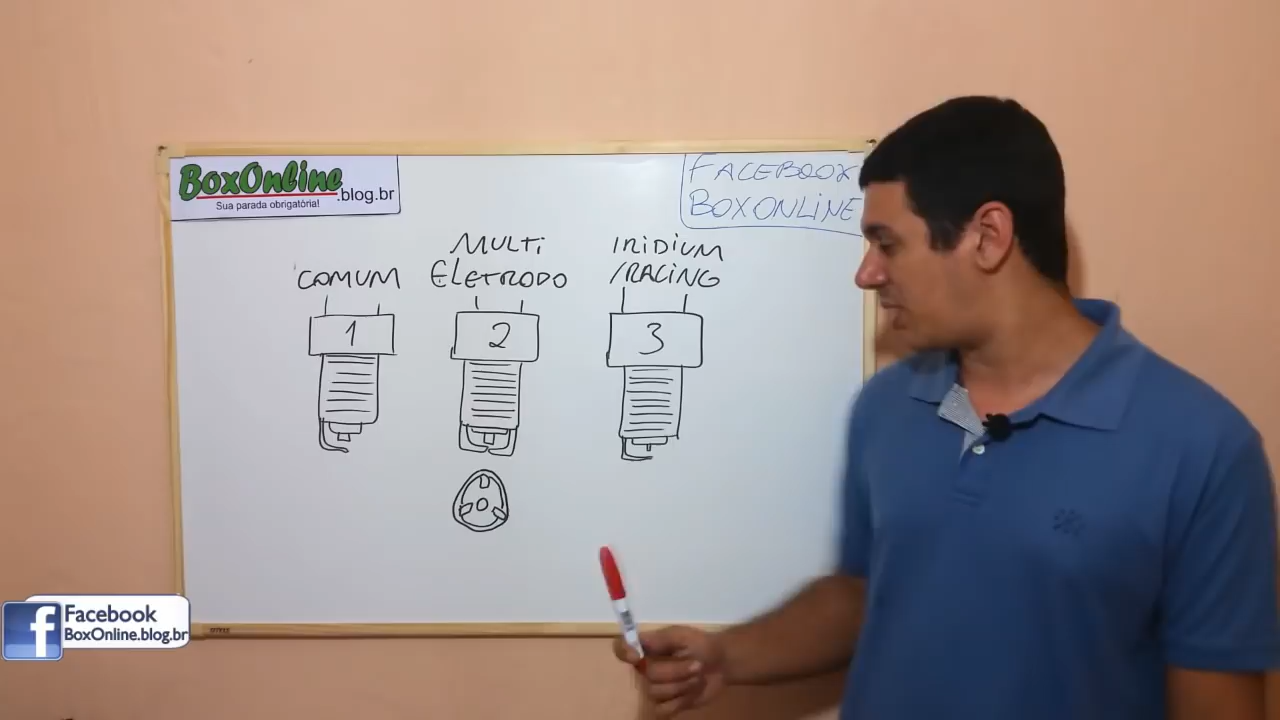 BoxOnline
.blog.br
Sua parada obrigatória!
FACEBOOK
BOXONLINE
COMUM
MULTI
ELETRODO
IRIDIUM
/RACING
1
2
3
Facebook
BoxOnline.blog.br